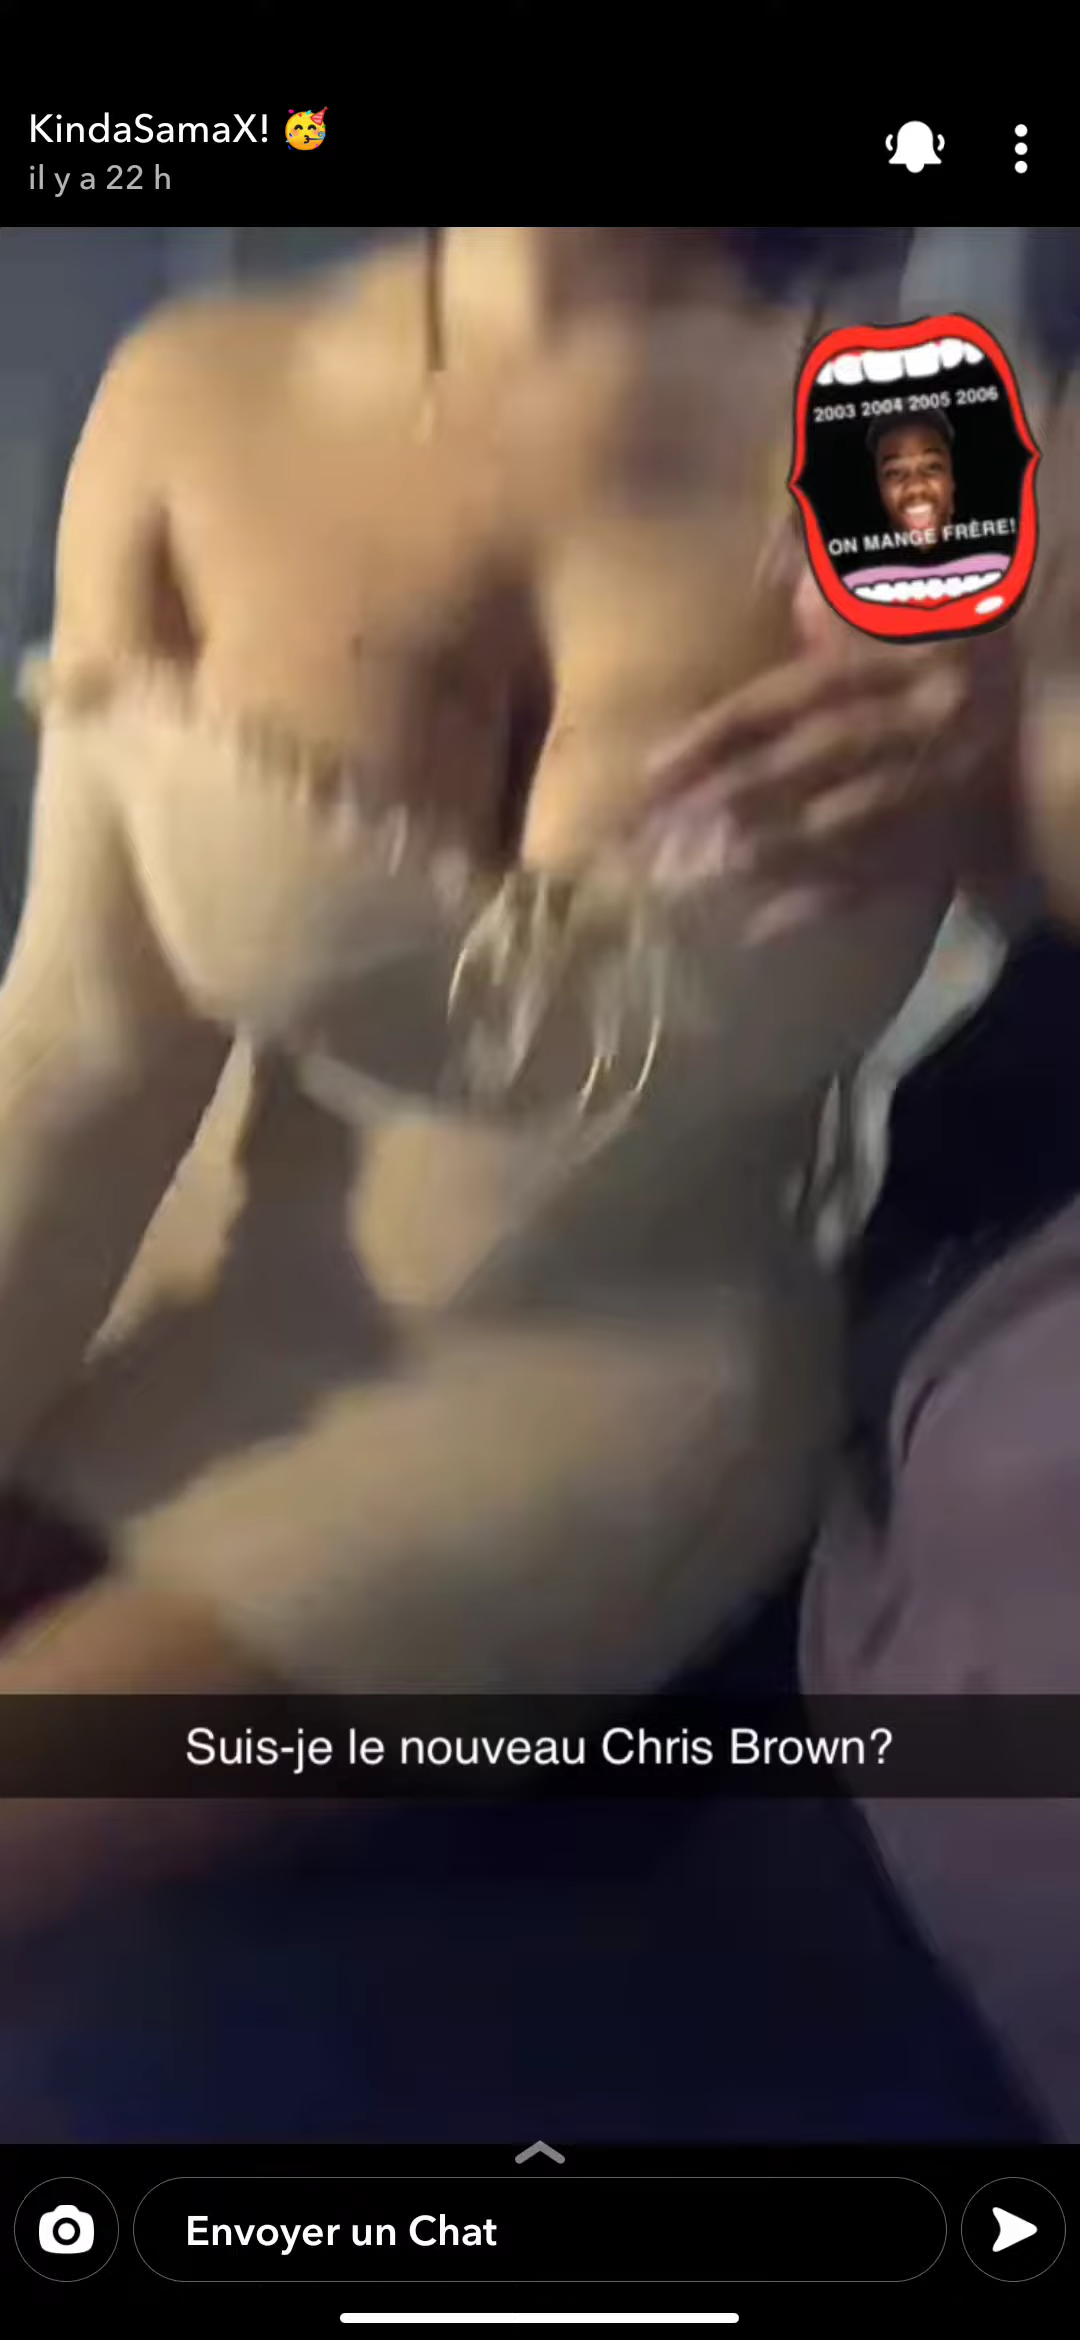 KindaSamaX! 🥳
il y a 22 h
2003 2004 2005 2006
ON MANGE FRÈRE!
Suis-je le nouveau Chris Brown?
Envoyer un Chat